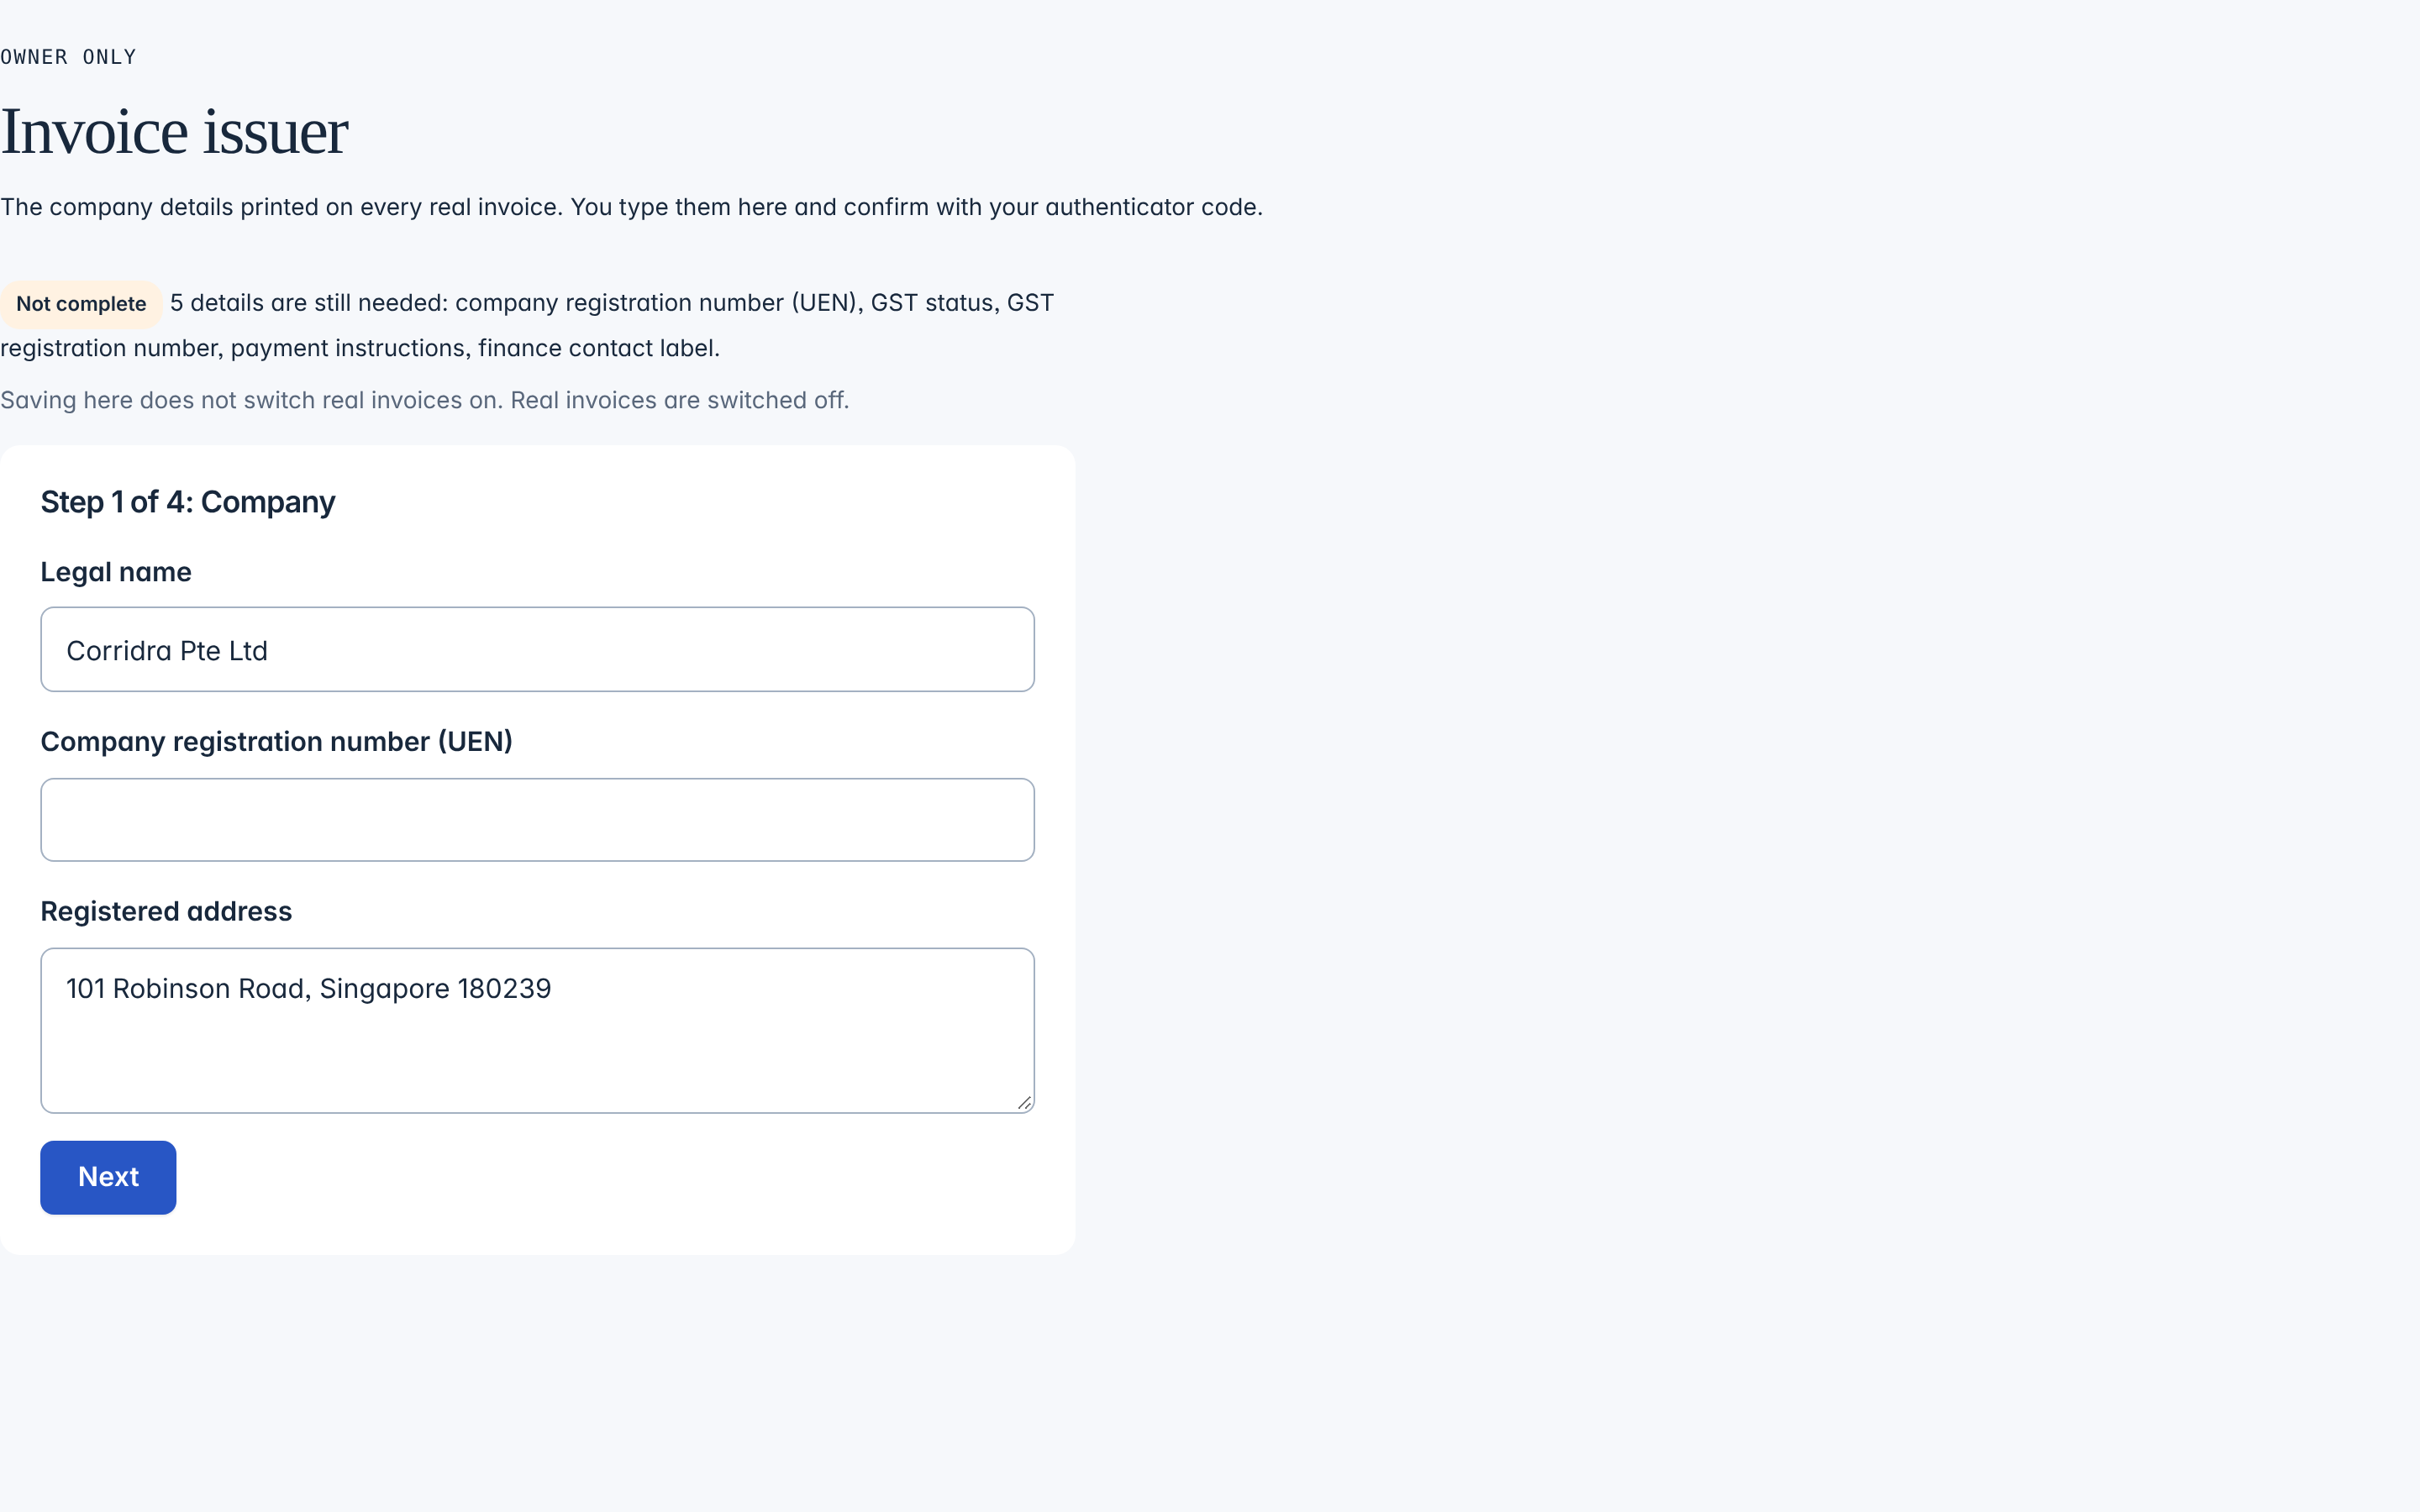 OWNER ONLY
Invoice issuer
The company details printed on every real invoice. You type them here and confirm with your authenticator code.
Not complete 5 details are still needed: company registration number (UEN), GST status, GST
registration number, payment instructions, finance contact label.
Saving here does not switch real invoices on. Real invoices are switched off.
Step 1 of 4: Company
Legal name
Corridra Pte Ltd
Company registration number (UEN)
Registered address
101 Robinson Road, Singapore 180239
Next